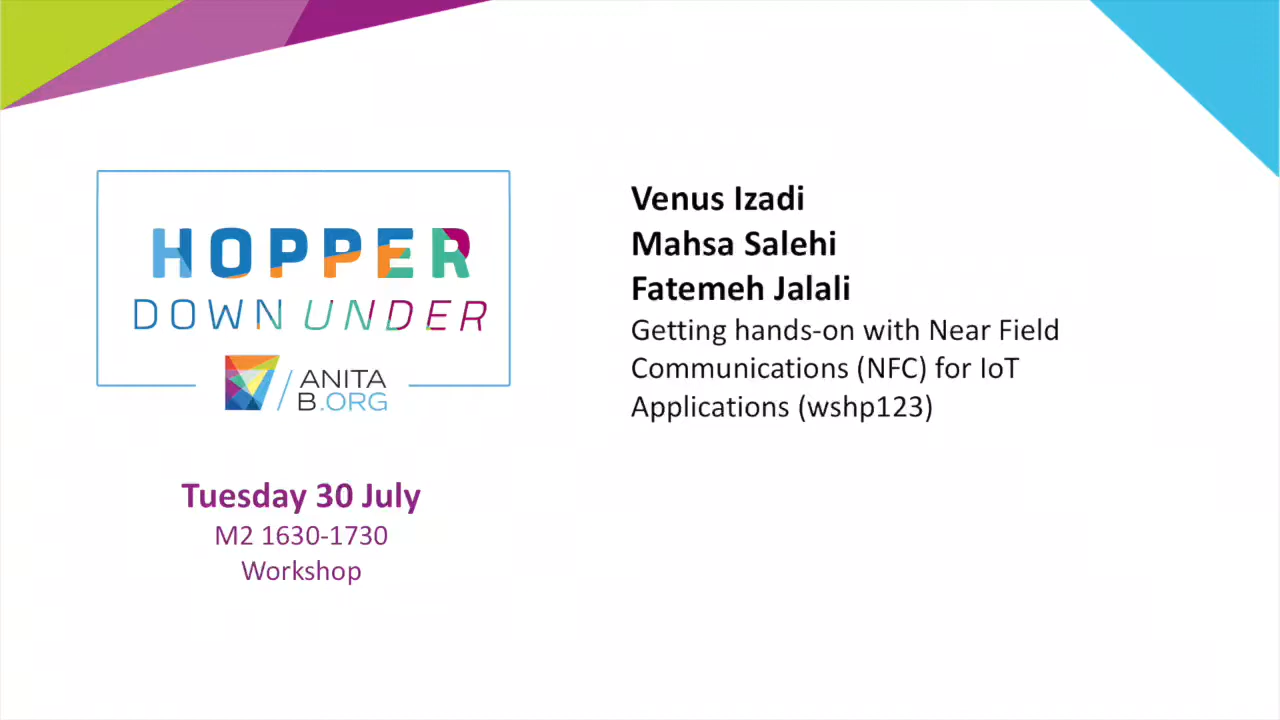 HOPPER
DOWN UNDER
ANITA
B.ORG
Tuesday 30 July
M2 1630-1730
Workshop
Venus Izadi
Mahsa Salehi
Fatemeh Jalali
Getting hands-on with Near Field
Communications (NFC) for IoT
Applications (wshp123)